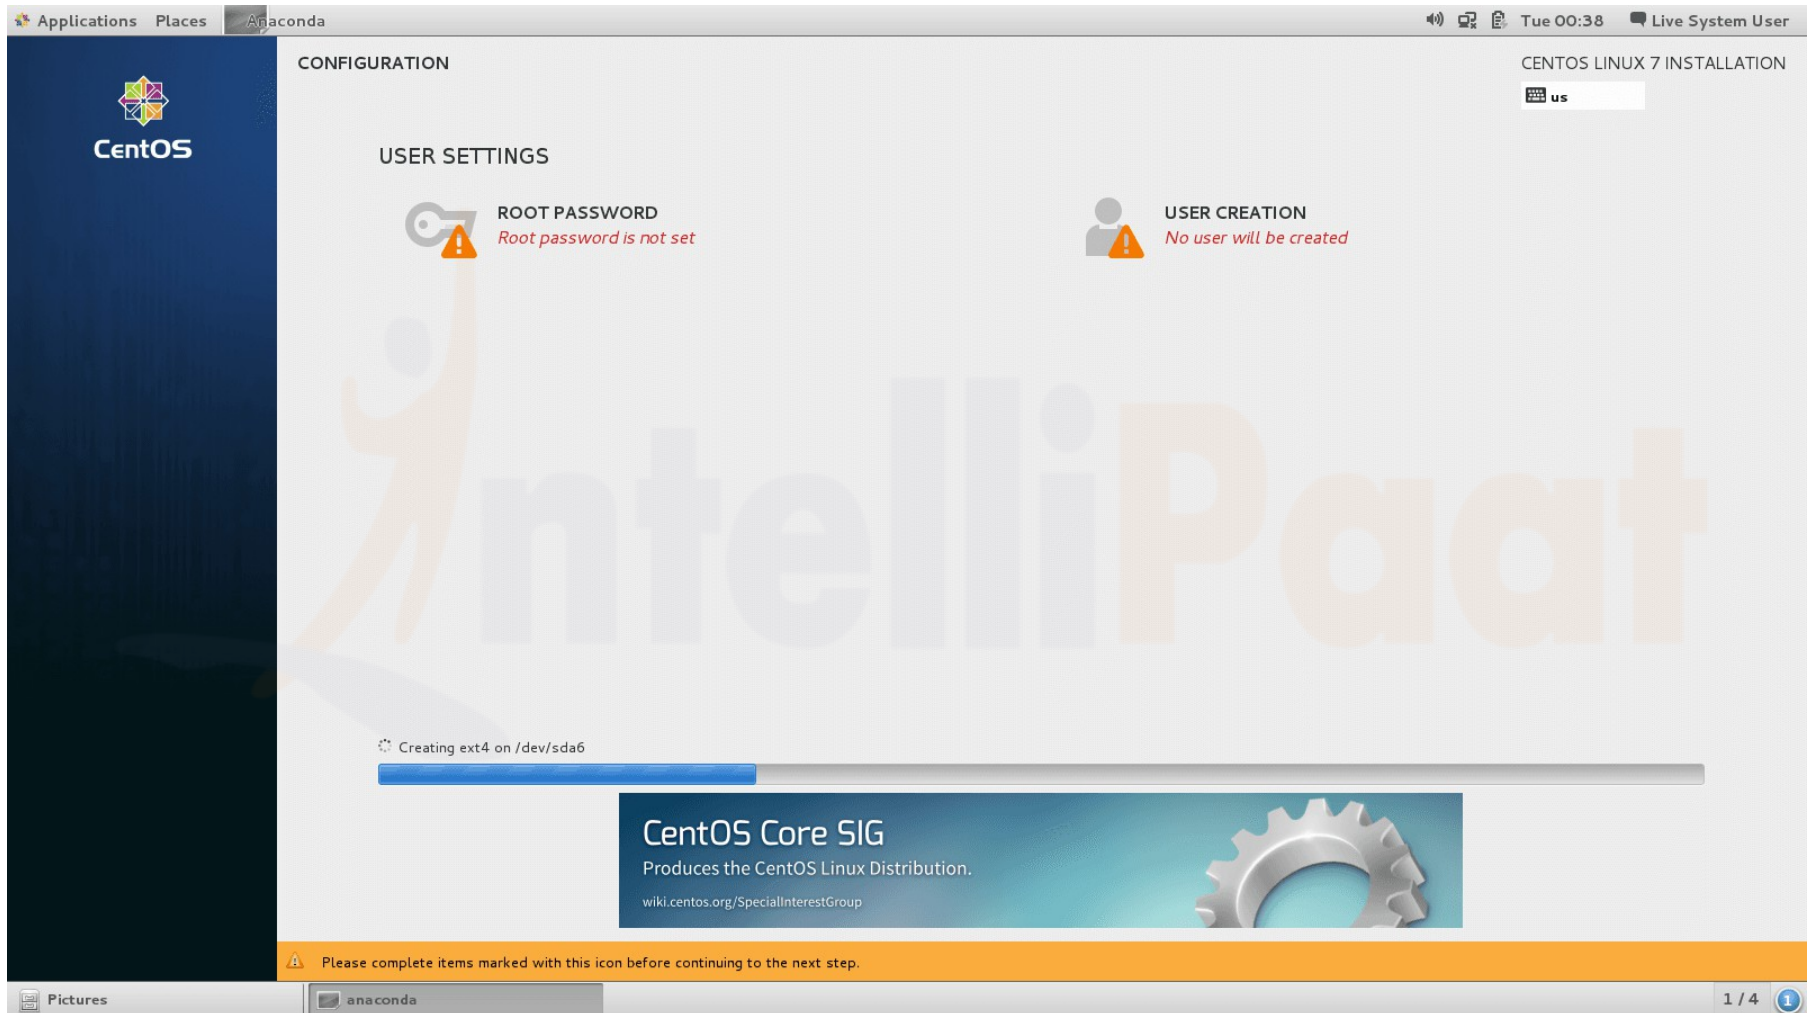 Applications Places Anaconda Tue 00:38 Live System User
CentOS
CONFIGURATION
CENTOS LINUX 7 INSTALLATION
us
USER SETTINGS
ROOT PASSWORD
Root password is not set
USER CREATION
No user will be created
IntelliPaat
Creating ext4 on /dev/sda6
CentOS Core SIG
Produces the CentOS Linux Distribution.
wiki.centos.org/SpecialInterestGroup
Please complete items marked with this icon before continuing to the next step.
Pictures anaconda 1 / 4 1